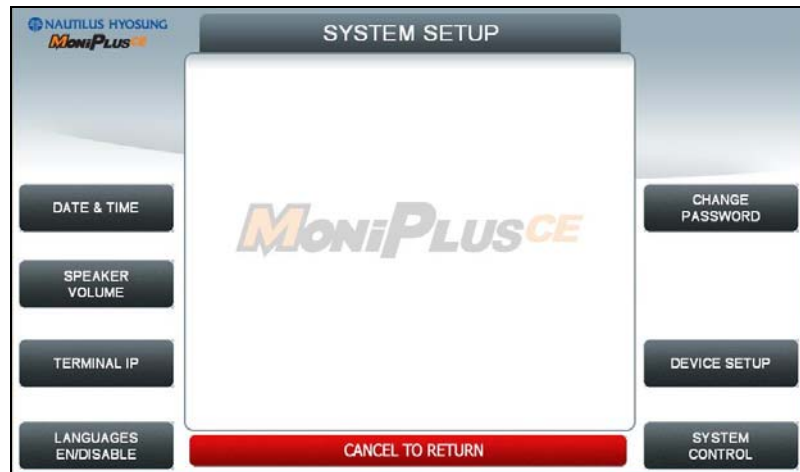 NAUTILUS HYOSUNG
MoniPlusCE
SYSTEM SETUP
MoniPlusCE
DATE & TIME
CHANGE
PASSWORD
SPEAKER
VOLUME
TERMINAL IP
DEVICE SETUP
LANGUAGES
EN/DISABLE
CANCEL TO RETURN
SYSTEM
CONTROL